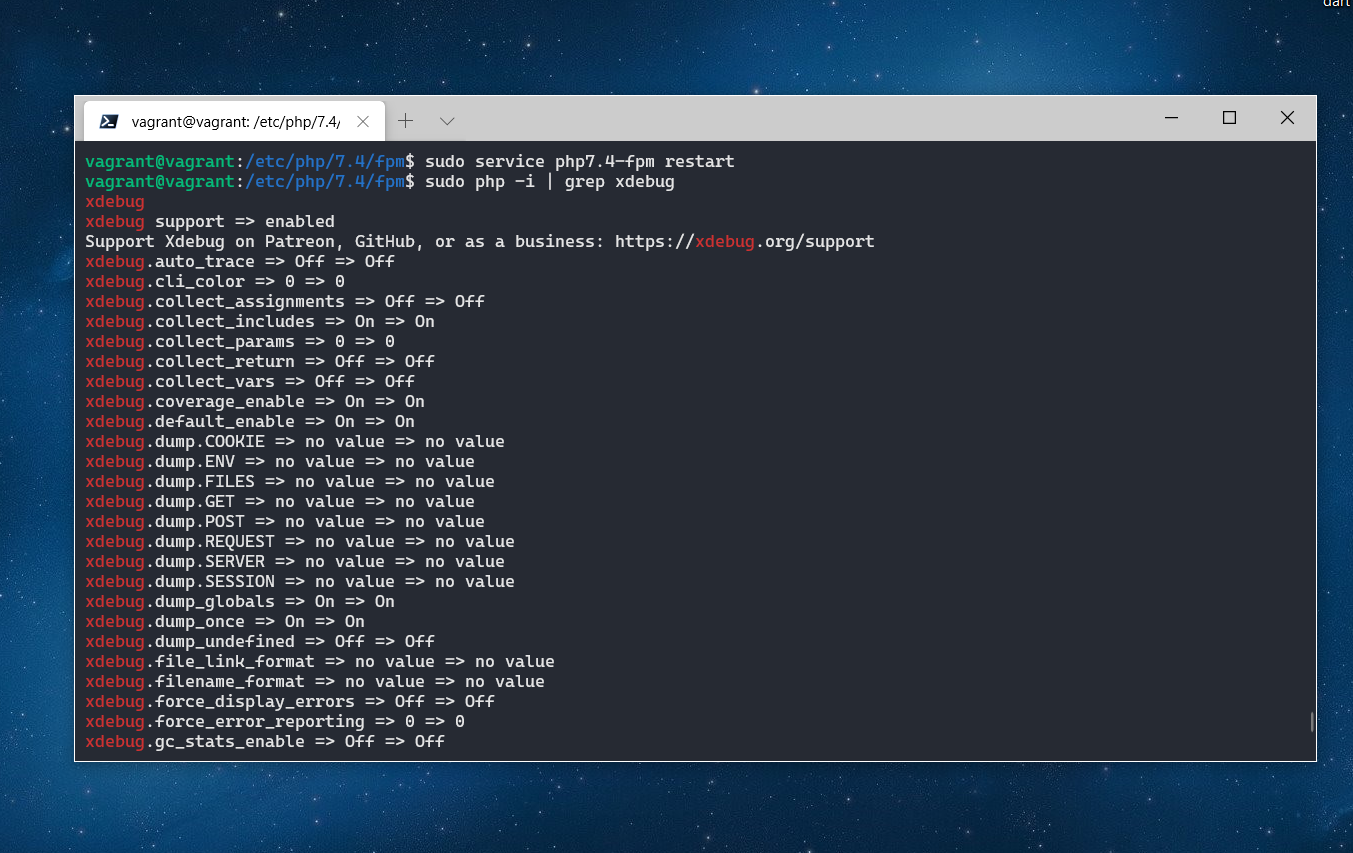 dart
vagrant@vagrant: /etc/php/7.4/
vagrant@vagrant:/etc/php/7.4/fpm$ sudo service php7.4-fpm restart
vagrant@vagrant:/etc/php/7.4/fpm$ sudo php -i | grep xdebug
xdebug
xdebug support => enabled
Support Xdebug on Patreon, GitHub, or as a business: https://xdebug.org/support
xdebug.auto_trace => Off => Off
xdebug.cli_color => 0 => 0
xdebug.collect_assignments => Off => Off
xdebug.collect_includes => On => On
xdebug.collect_params => 0 => 0
xdebug.collect_return => Off => Off
xdebug.collect_vars => Off => Off
xdebug.coverage_enable => On => On
xdebug.default_enable => On => On
xdebug.dump.COOKIE => no value => no value
xdebug.dump.ENV => no value => no value
xdebug.dump.FILES => no value => no value
xdebug.dump.GET => no value => no value
xdebug.dump.POST => no value => no value
xdebug.dump.REQUEST => no value => no value
xdebug.dump.SERVER => no value => no value
xdebug.dump.SESSION => no value => no value
xdebug.dump_globals => On => On
xdebug.dump_once => On => On
xdebug.dump_undefined => Off => Off
xdebug.file_link_format => no value => no value
xdebug.filename_format => no value => no value
xdebug.force_display_errors => Off => Off
xdebug.force_error_reporting => 0 => 0
xdebug.gc_stats_enable => Off => Off